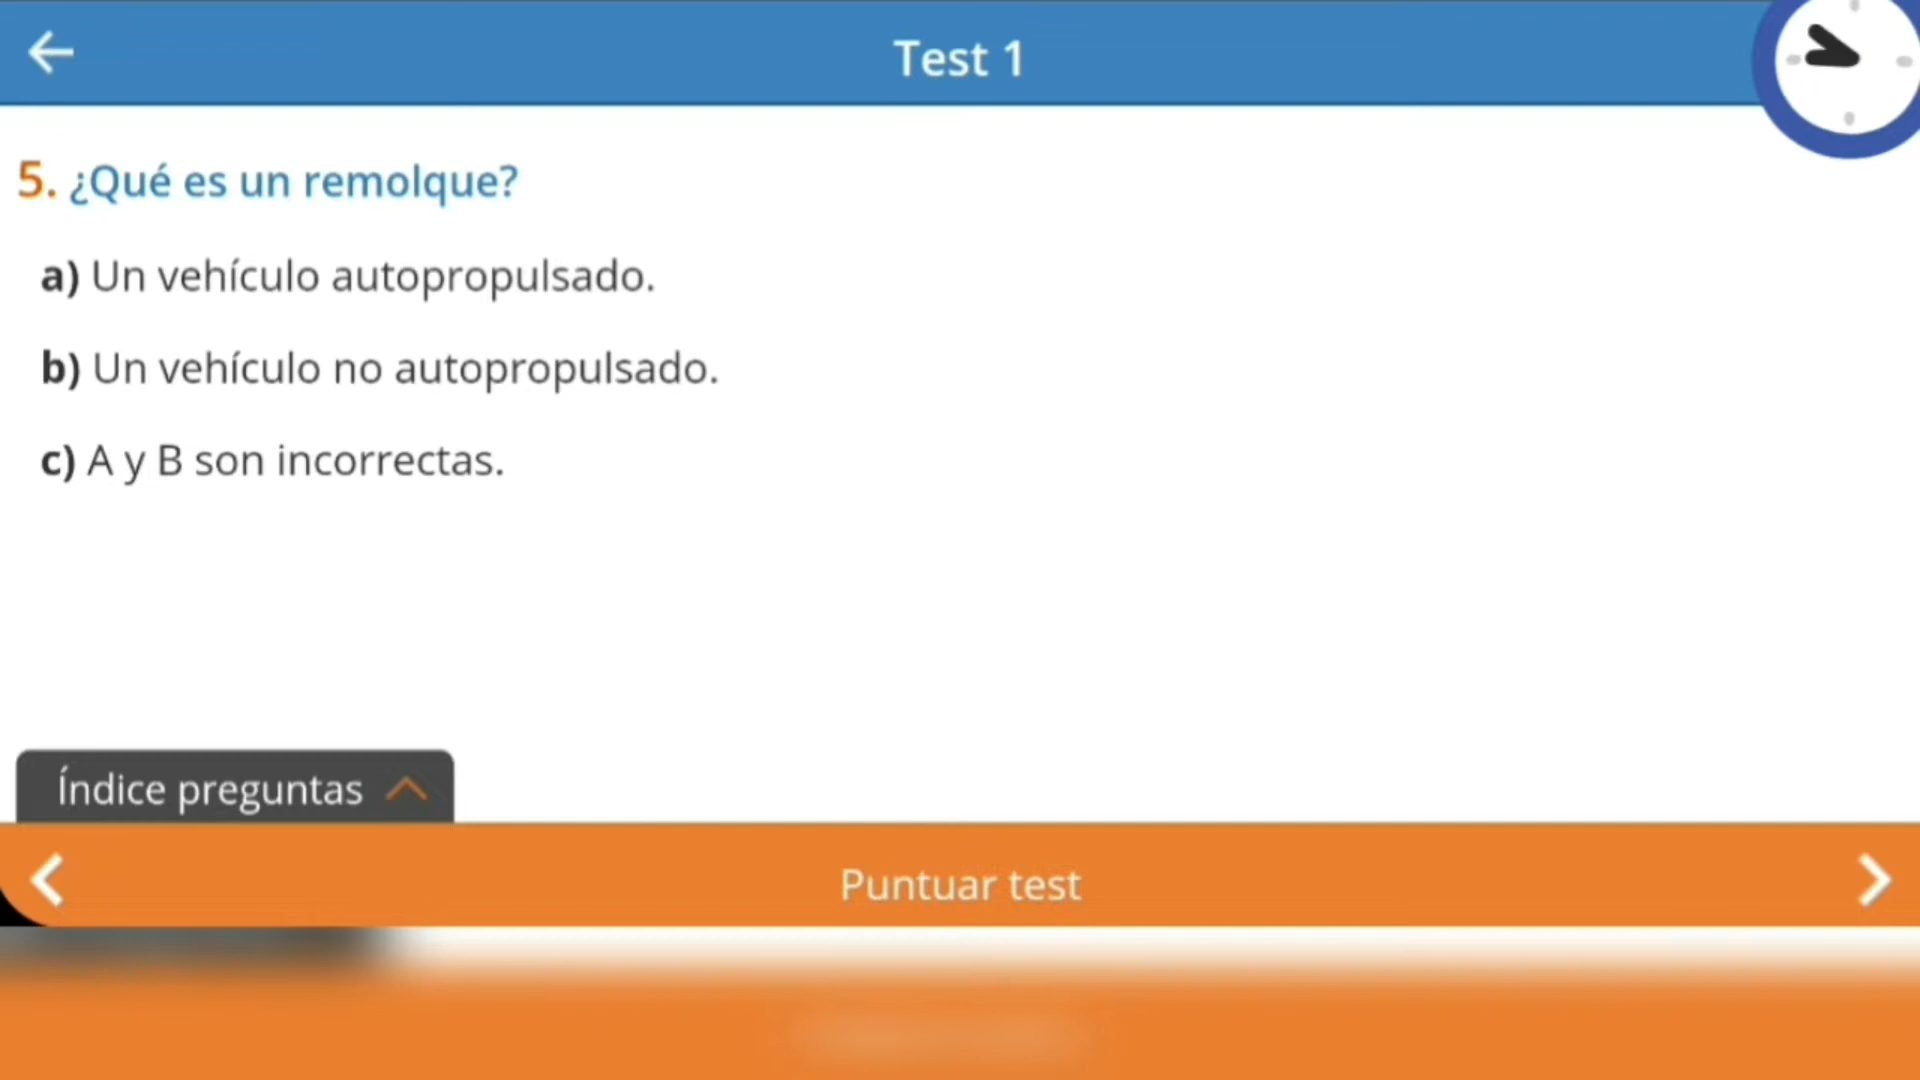 Test 1
5. ¿Qué es un remolque?
a) Un vehículo autopropulsado.
b) Un vehículo no autopropulsado.
c) A y B son incorrectas.
Índice preguntas
Puntuar test